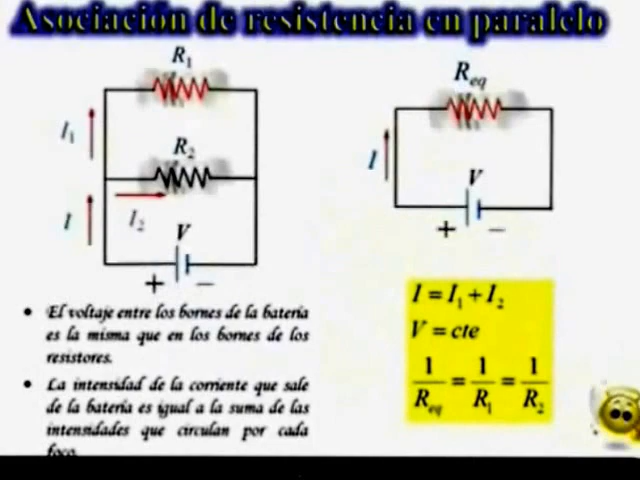 Asociación de resistencia en paralelo
R₁
I₁
R₂
I
I₂
V
+ −
R_eq
I
V
+ −
I = I₁ + I₂
V = cte
1/R_eq = 1/R₁ = 1/R₂
• El voltaje entre los bornes de la batería
es la misma que en los bornes de los
resistores.
• La intensidad de la corriente que sale
de la batería es igual a la suma de las
intensidades que circulan por cada
foco.